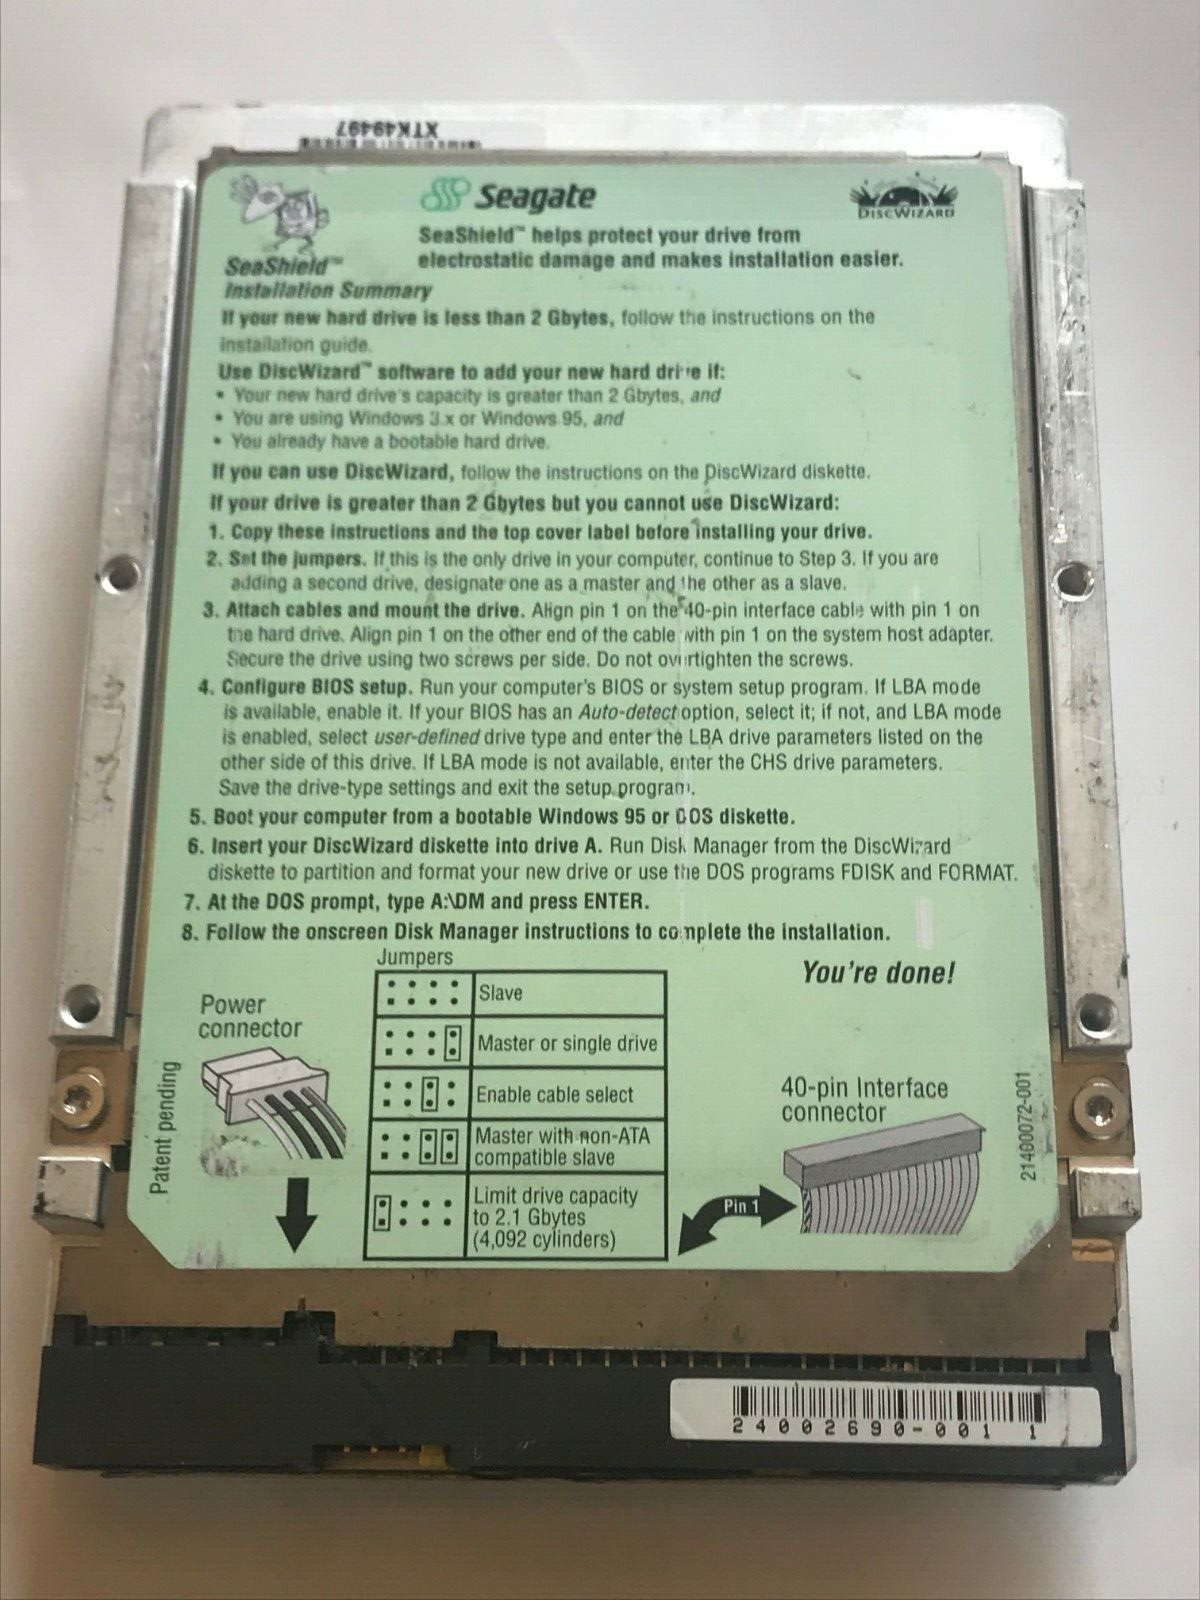 XTK49497
Seagate
DISCWIZARD
SeaShield™ helps protect your drive from
electrostatic damage and makes installation easier.
SeaShield™
Installation Summary
If your new hard drive is less than 2 Gbytes, follow the instructions on the
installation guide.
Use DiscWizard™ software to add your new hard drive if:
• Your new hard drive's capacity is greater than 2 Gbytes, and
• You are using Windows 3.x or Windows 95, and
• You already have a bootable hard drive.
If you can use DiscWizard, follow the instructions on the DiscWizard diskette.
If your drive is greater than 2 Gbytes but you cannot use DiscWizard:
1. Copy these instructions and the top cover label before installing your drive.
2. Set the jumpers. If this is the only drive in your computer, continue to Step 3. If you are
adding a second drive, designate one as a master and the other as a slave.
3. Attach cables and mount the drive. Align pin 1 on the 40-pin interface cable with pin 1 on
the hard drive. Align pin 1 on the other end of the cable with pin 1 on the system host adapter.
Secure the drive using two screws per side. Do not overtighten the screws.
4. Configure BIOS setup. Run your computer's BIOS or system setup program. If LBA mode
is available, enable it. If your BIOS has an Auto-detect option, select it; if not, and LBA mode
is enabled, select user-defined drive type and enter the LBA drive parameters listed on the
other side of this drive. If LBA mode is not available, enter the CHS drive parameters.
Save the drive-type settings and exit the setup program.
5. Boot your computer from a bootable Windows 95 or DOS diskette.
6. Insert your DiscWizard diskette into drive A. Run Disk Manager from the DiscWizard
diskette to partition and format your new drive or use the DOS programs FDISK and FORMAT.
7. At the DOS prompt, type A:\DM and press ENTER.
8. Follow the onscreen Disk Manager instructions to complete the installation.
You're done!
Jumpers
Slave
Master or single drive
Enable cable select
Master with non-ATA
compatible slave
Limit drive capacity
to 2.1 Gbytes
(4,092 cylinders)
Power
connector
Patent pending
40-pin Interface
connector
Pin 1
21400072-001
24002690-001 1